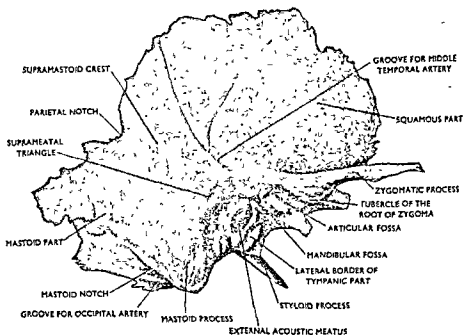 SUPRAMASTOID CREST
PARIETAL NOTCH
SUPRAMEATAL
TRIANGLE
MASTOID PART
MASTOID NOTCH
GROOVE FOR OCCIPITAL ARTERY
MASTOID PROCESS
EXTERNAL ACOUSTIC MEATUS
STYLOID PROCESS
LATERAL BORDER OF
TYMPANIC PART
MANDIBULAR FOSSA
ARTICULAR FOSSA
TUBERCLE OF THE
ROOT OF ZYGOMA
ZYGOMATIC PROCESS
SQUAMOUS PART
GROOVE FOR MIDDLE
TEMPORAL ARTERY